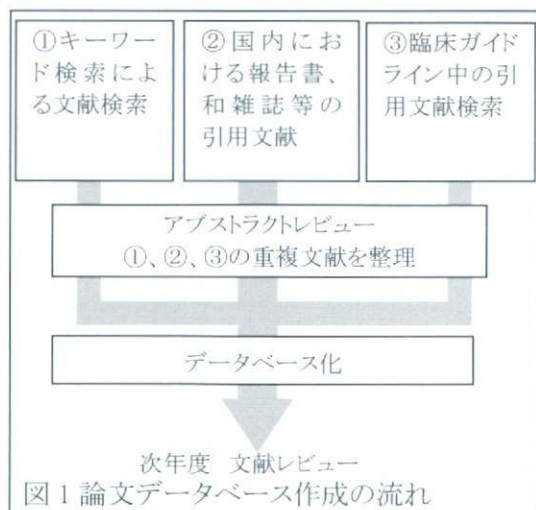 ①キーワ
ード検索によ
る文献検索
②国内にお
ける報告書、
和雑誌等の
引用文献
③臨床ガイド
ライン中の引
用文献検索
アブストラクトレビュー
①、②、③の重複文献を整理
データベース化
次年度 文献レビュー
図1論文データベース作成の流れ